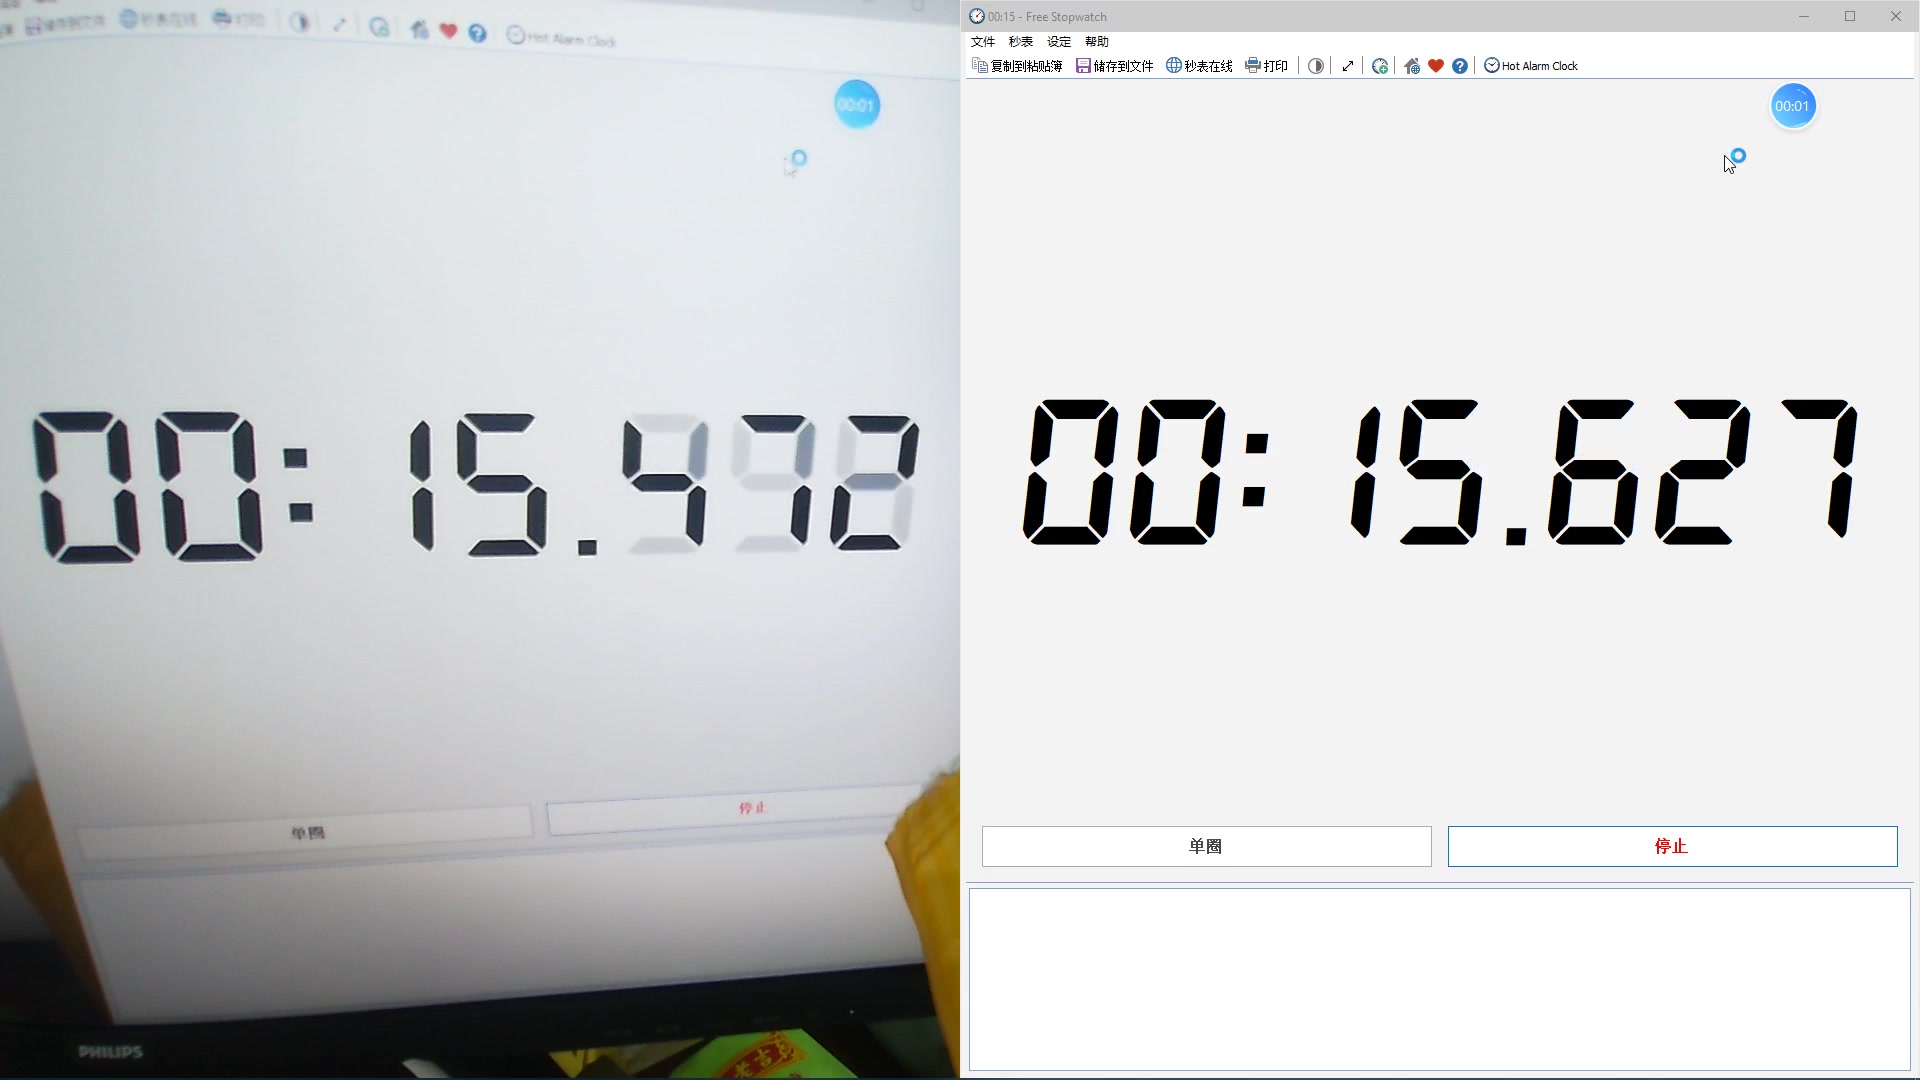 储存到文件 秒表在线 打印 Hot Alarm Clock
00:01
00:15.
单圈 停止
PHILIPS
00:15 - Free Stopwatch
文件 秒表 设定 帮助
复制到粘贴簿 储存到文件 秒表在线 打印 Hot Alarm Clock
00:01
00:15.627
单圈 停止